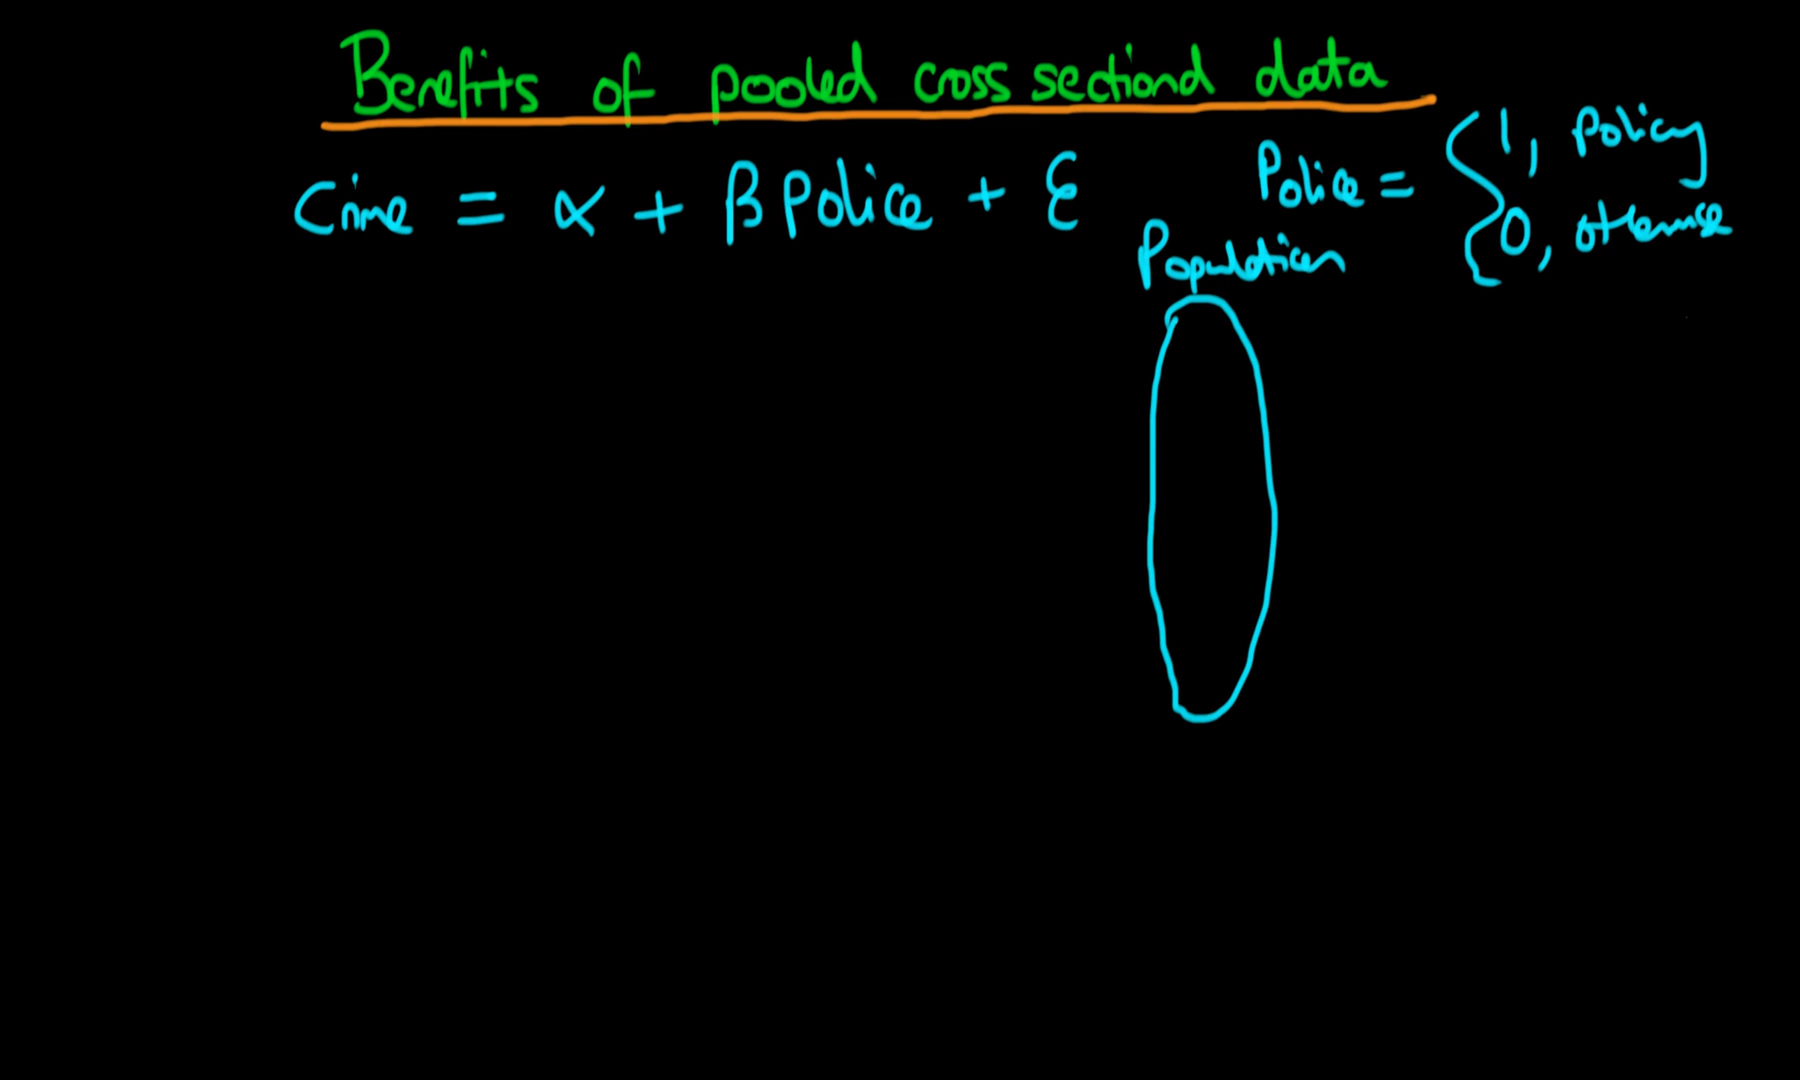 Benefits of pooled cross sectional data
Crime = α + β Police + ε
Police = { 1, Policy
0, otherwise
Population